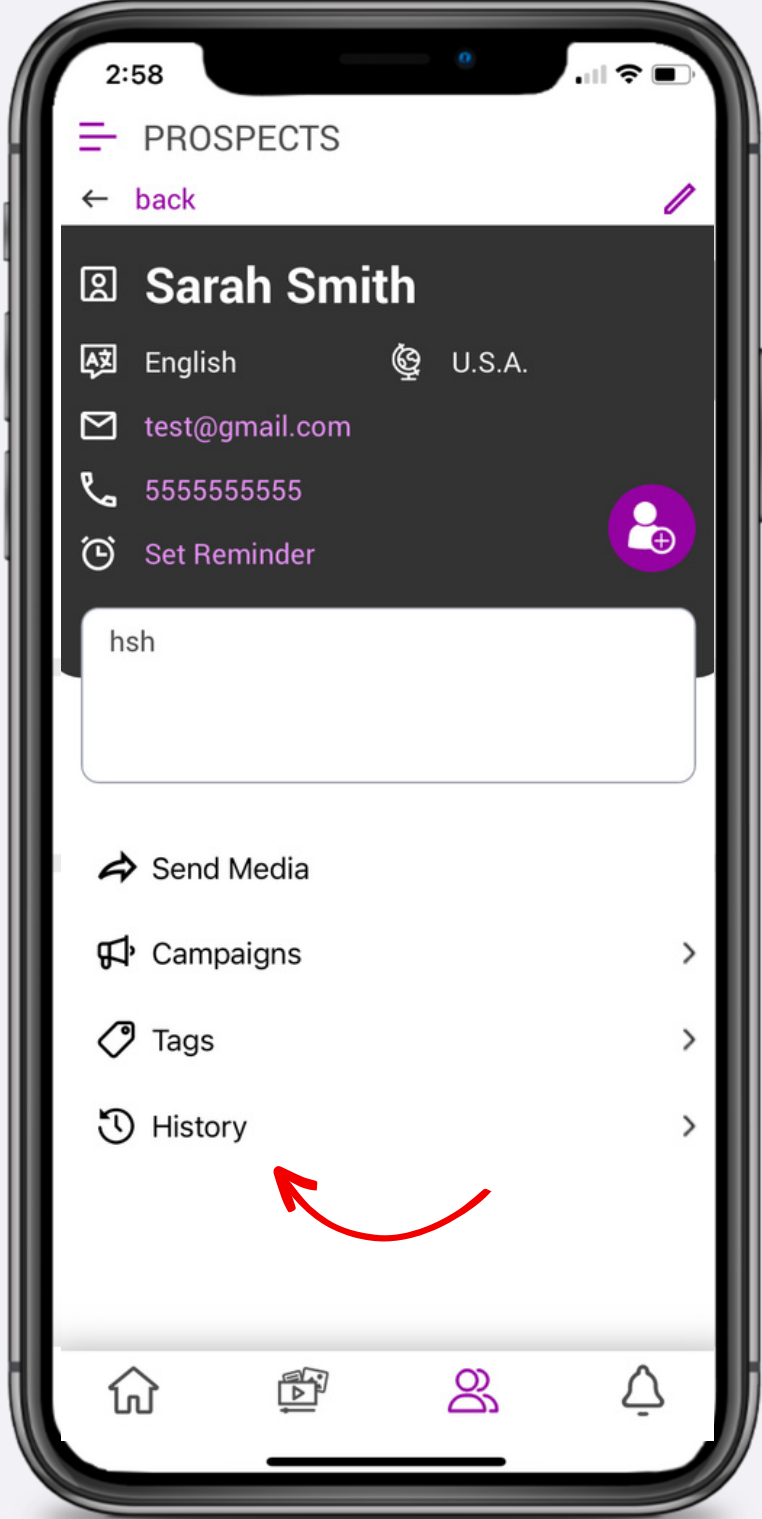 2:58
PROSPECTS
back
Sarah Smith
English U.S.A.
test@gmail.com
5555555555
Set Reminder
hsh
Send Media
Campaigns
Tags
History